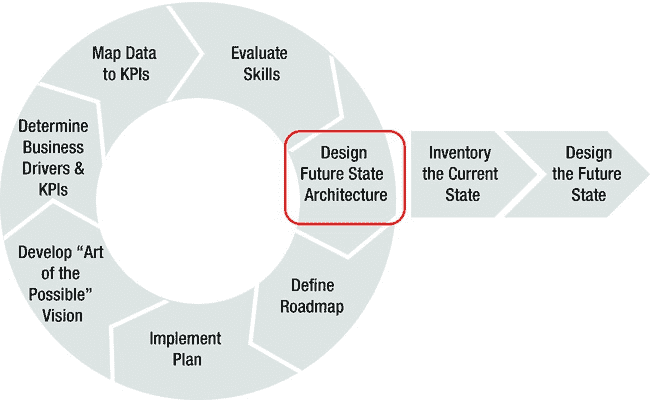 Map Data
to KPIs
Evaluate
Skills
Determine
Business
Drivers &
KPIs
Design
Future State
Architecture
Inventory
the Current
State
Design
the Future
State
Develop “Art
of the
Possible”
Vision
Define
Roadmap
Implement
Plan